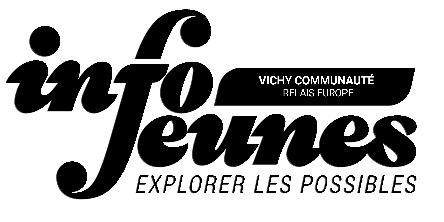 info
VICHY COMMUNAUTÉ
RELAIS EUROPE
Jeunes
EXPLORER LES POSSIBLES